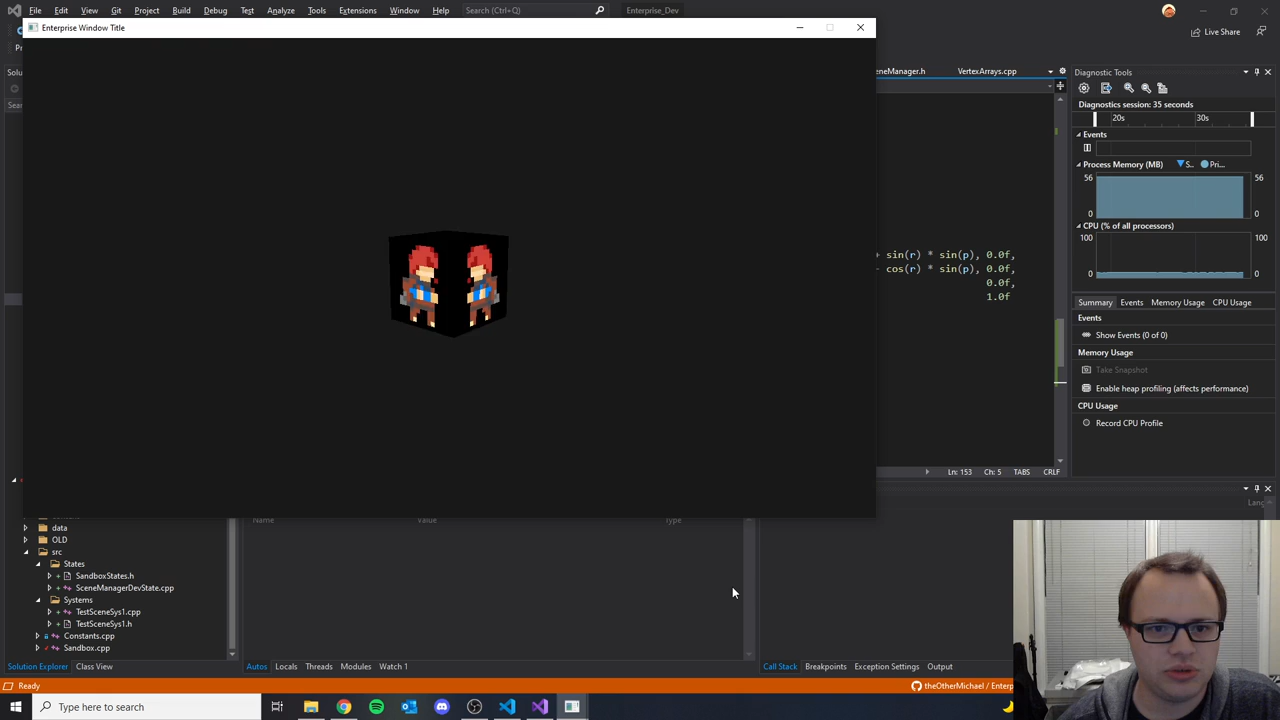 File Edit View Project Build Debug Test Analyze Tools Extensions Window Help Search (Ctrl+Q) Enterprise_Dev
Enterprise Window Title
Live Share
VertexArrays.cpp
Diagnostic Tools
Diagnostics session: 35 seconds
20s 30s
Events
Process Memory (MB) S.. Pri...
56 56
0 0
CPU (% of all processors)
100 100
0 0
sin(r) * sin(p), 0.0f,
cos(r) * sin(p), 0.0f,
0.0f,
1.0f
Summary Events Memory Usage CPU Usage
Events
Show Events (0 of 0)
Memory Usage
Take Snapshot
Enable heap profiling (affects performance)
CPU Usage
Record CPU Profile
Ln: 153 Ch: 5 TABS CRLF
Name Value Type
data
OLD
src
States
SandboxStates.h
SceneManagerDevState.cpp
Systems
TestSceneSys1.cpp
TestSceneSys1.h
Constants.cpp
Sandbox.cpp
Solution Explorer Class View
Autos Locals Threads Modules Watch 1
Call Stack Breakpoints Exception Settings Output
Ready
theOtherMichael / Enterp
Type here to search